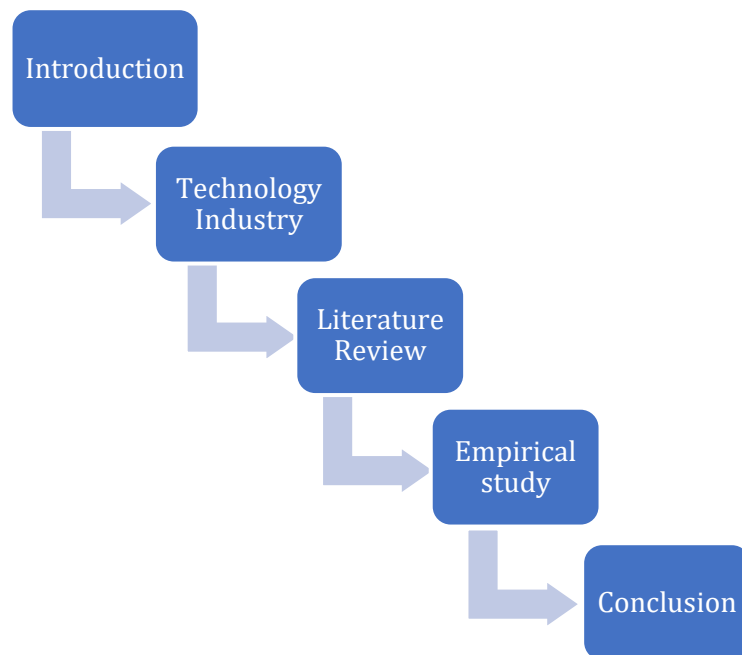 Introduction
Technology
Industry
Literature
Review
Empirical
study
Conclusion